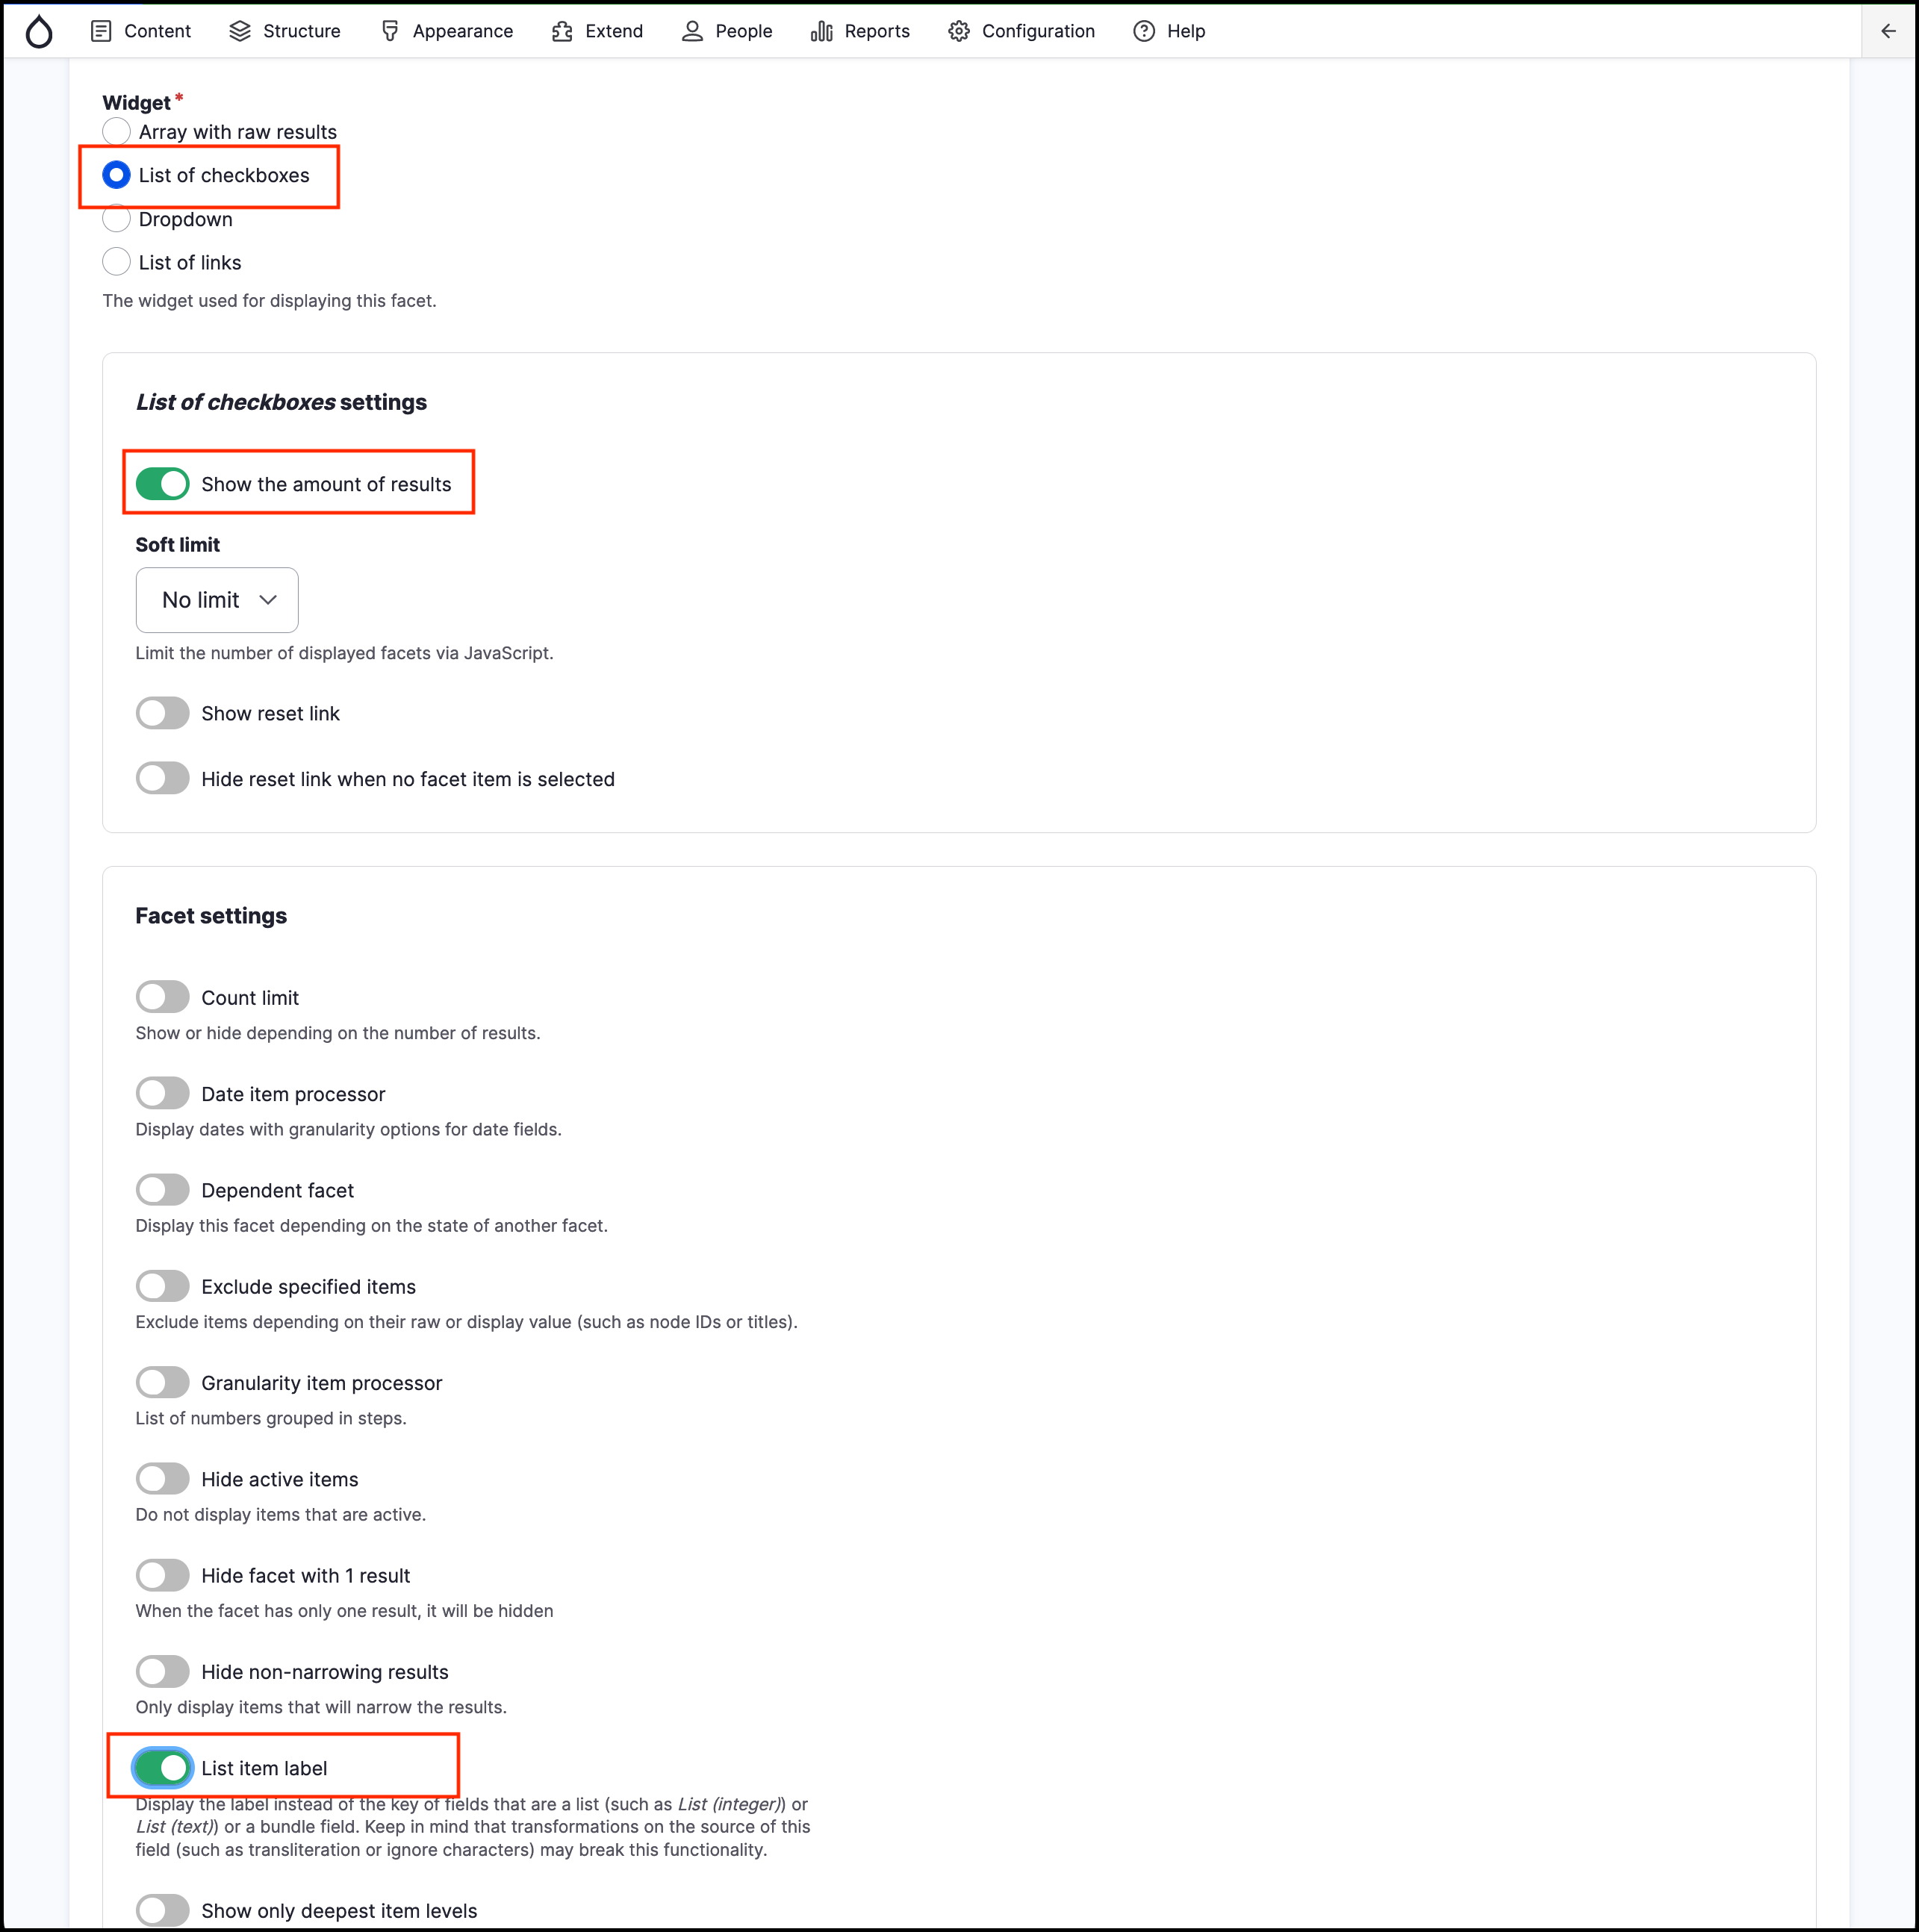 Content Structure Appearance Extend People Reports Configuration Help
Widget*
Array with raw results
List of checkboxes
Dropdown
List of links
The widget used for displaying this facet.
List of checkboxes settings
Show the amount of results
Soft limit
No limit
Limit the number of displayed facets via JavaScript.
Show reset link
Hide reset link when no facet item is selected
Facet settings
Count limit
Show or hide depending on the number of results.
Date item processor
Display dates with granularity options for date fields.
Dependent facet
Display this facet depending on the state of another facet.
Exclude specified items
Exclude items depending on their raw or display value (such as node IDs or titles).
Granularity item processor
List of numbers grouped in steps.
Hide active items
Do not display items that are active.
Hide facet with 1 result
When the facet has only one result, it will be hidden
Hide non-narrowing results
Only display items that will narrow the results.
List item label
Display the label instead of the key of fields that are a list (such as List (integer)) or
List (text)) or a bundle field. Keep in mind that transformations on the source of this
field (such as transliteration or ignore characters) may break this functionality.
Show only deepest item levels